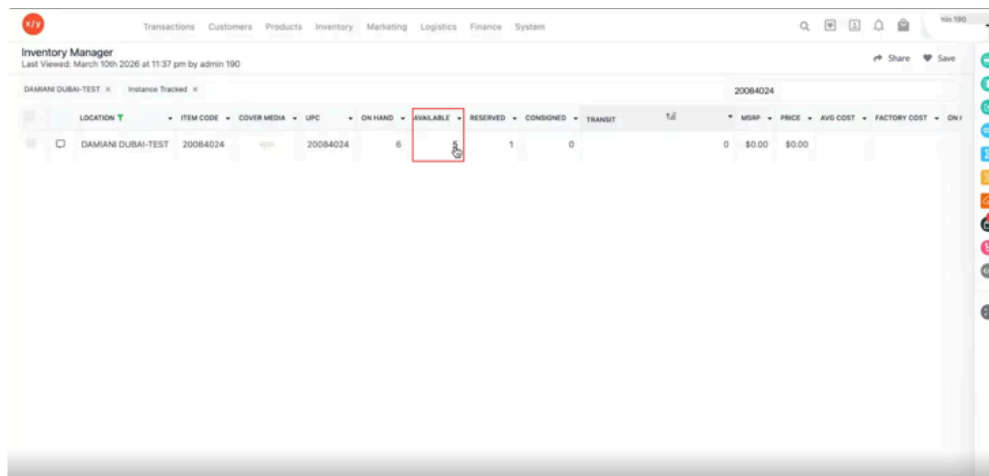 x/y
Transactions Customers Products Inventory Marketing Logistics Finance System
min 190
Inventory Manager
Last Viewed: March 10th 2026 at 11:37 pm by admin 190
Share Save
DAMIANI DUBAI-TEST × Instance Tracked ×
20084024
LOCATION ITEM CODE COVER MEDIA UPC ON HAND AVAILABLE RESERVED CONSIGNED TRANSIT MSRP PRICE AVG COST FACTORY COST
DAMIANI DUBAI-TEST 20084024 20084024 6 1 0 0 $0.00 $0.00